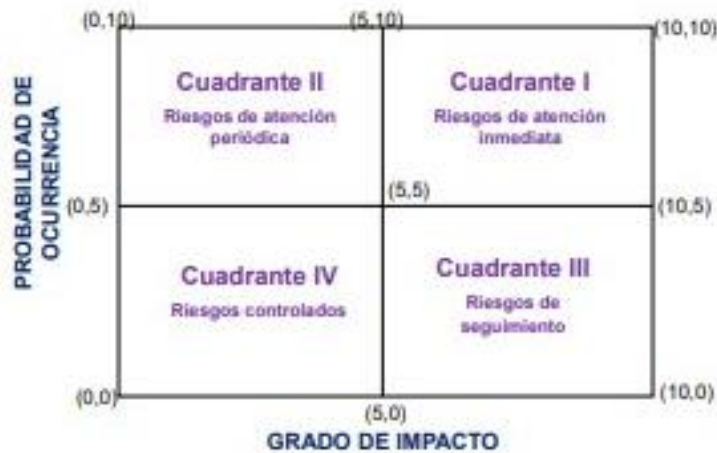 (0,10)
(5,10)
(10,10)
Cuadrante II
Riesgos de atención
periódica
Cuadrante I
Riesgos de atención
inmediata
PROBABILIDAD DE
OCURRENCIA
(0,5)
(5,5)
(10,5)
Cuadrante IV
Riesgos controlados
Cuadrante III
Riesgos de
seguimiento
(0,0)
(5,0)
(10,0)
GRADO DE IMPACTO